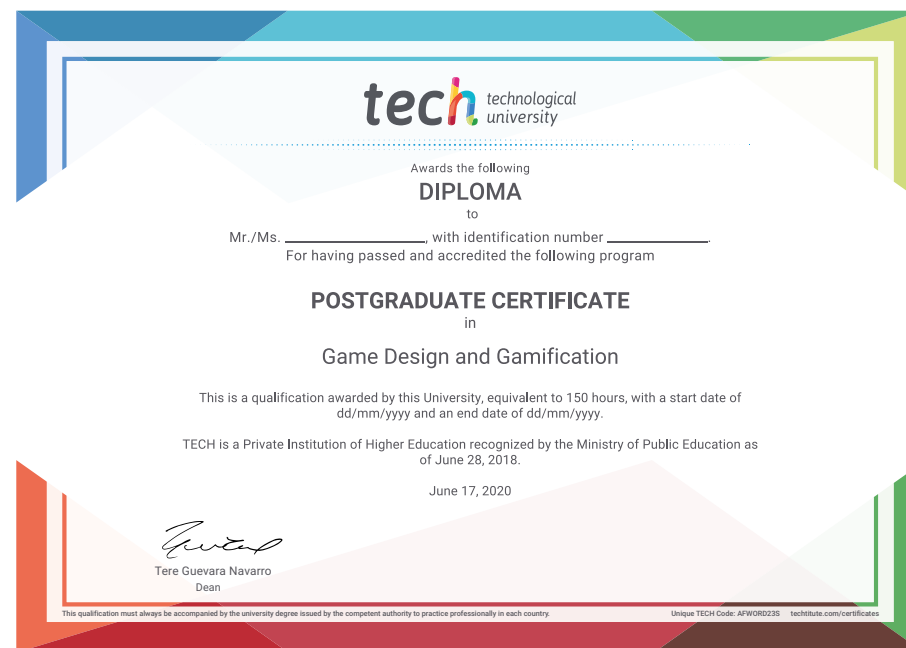 tech technological
university
Awards the following
DIPLOMA
to
Mr./Ms. ____________________, with identification number ______________.
For having passed and accredited the following program
POSTGRADUATE CERTIFICATE
in
Game Design and Gamification
This is a qualification awarded by this University, equivalent to 150 hours, with a start date of
dd/mm/yyyy and an end date of dd/mm/yyyy.
TECH is a Private Institution of Higher Education recognized by the Ministry of Public Education as
of June 28, 2018.
June 17, 2020
Tere Guevara Navarro
Dean
This qualification must always be accompanied by the university degree issued by the competent authority to practice professionally in each country. Unique TECH Code: AFWORD23S techtitute.com/certificates